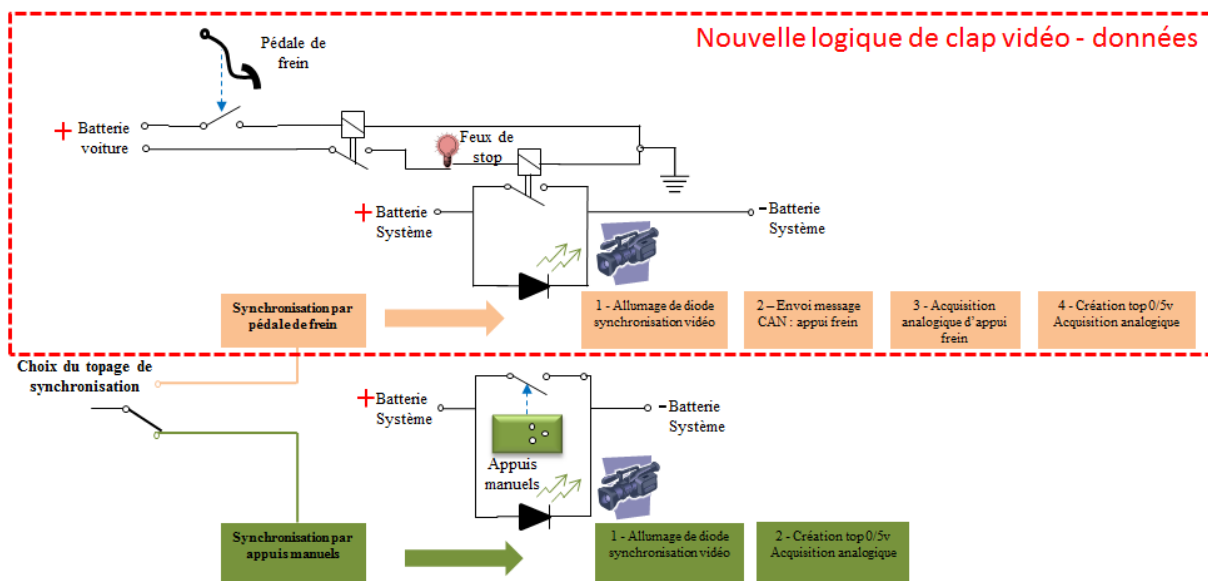 Nouvelle logique de clap vidéo - données
Pédale de
frein
+ Batterie
voiture
Feux de
stop
+ Batterie
Système
- Batterie
Système
Synchronisation par
pédale de frein
1 - Allumage de diode
synchronisation vidéo
2 – Envoi message
CAN : appui frein
3 - Acquisition
analogique d'appui
frein
4 - Création top 0/5v
Acquisition analogique
Choix du topage de
synchronisation
+ Batterie
Système
- Batterie
Système
Appuis
manuels
Synchronisation par
appuis manuels
1 - Allumage de diode
synchronisation vidéo
2 - Création top 0/5v
Acquisition analogique